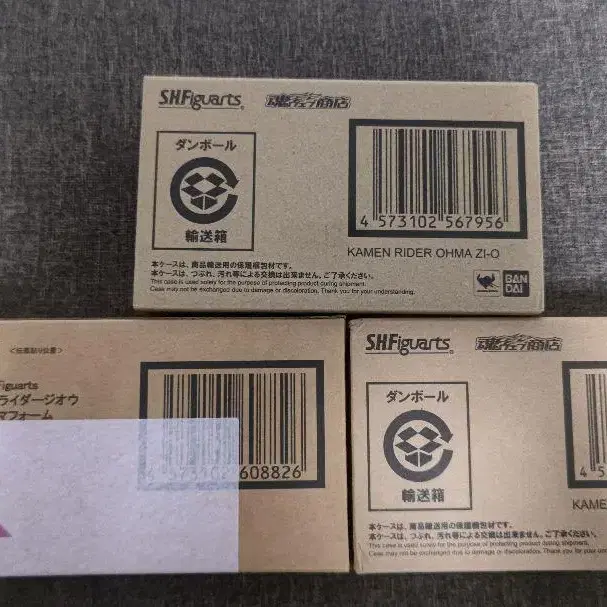 S.H.Figuarts
魂ウェブ商店
ダンボール
輸送箱
4 573102 567956
KAMEN RIDER OHMA ZI-O
本ケースは、商品輸送用の保護梱包材です。
本ケースは、つぶれ、汚れ等による交換は出来ません。ご了承ください。
This case is used solely for the purpose of protecting product during shipment.
Case may not be exchanged due to damage or discoloration. Thank you for your understanding.
BAN
DAI
<伝票貼り位置>
Figuarts
ライダージオウ
マフォーム
608826
S.H.Figuarts
魂ウェブ商店
ダンボール
輸送箱
4 5
KAME
本ケースは、商品輸送用の保護梱包材です。
本ケースは、つぶれ、汚れ等による交換は出来ません。ご了承ください。
This case is used solely for the purpose of protecting product during shipment.
Case may not be exchanged due to damage or discoloration. Thank you for your